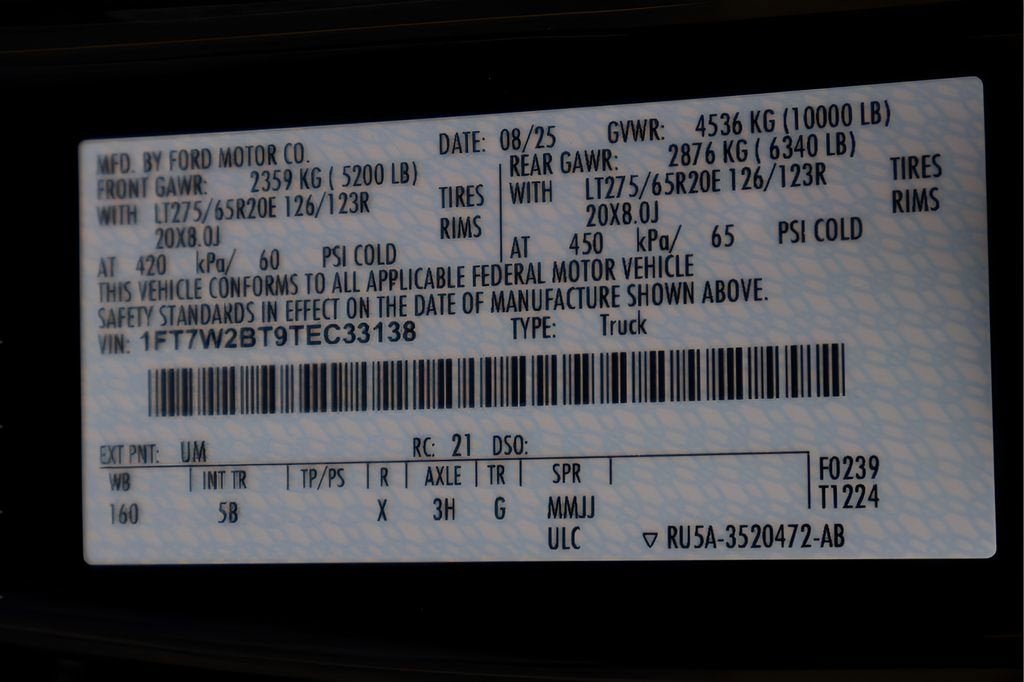 MFD. BY FORD MOTOR CO. DATE: 08/25 GVWR: 4536 KG (10000 LB)
FRONT GAWR: 2359 KG ( 5200 LB) REAR GAWR: 2876 KG ( 6340 LB)
WITH LT275/65R20E 126/123R TIRES WITH LT275/65R20E 126/123R TIRES
20X8.0J RIMS 20X8.0J RIMS
AT 420 kPa/ 60 PSI COLD AT 450 kPa/ 65 PSI COLD
THIS VEHICLE CONFORMS TO ALL APPLICABLE FEDERAL MOTOR VEHICLE
SAFETY STANDARDS IN EFFECT ON THE DATE OF MANUFACTURE SHOWN ABOVE.
VIN: 1FT7W2BT9TEC33138 TYPE: Truck
EXT PNT: UM RC: 21 DSO:
WB INT TR TP/PS R AXLE TR SPR F0239
160 5B X 3H G MMJJ T1224
ULC ▽ RU5A-3520472-AB